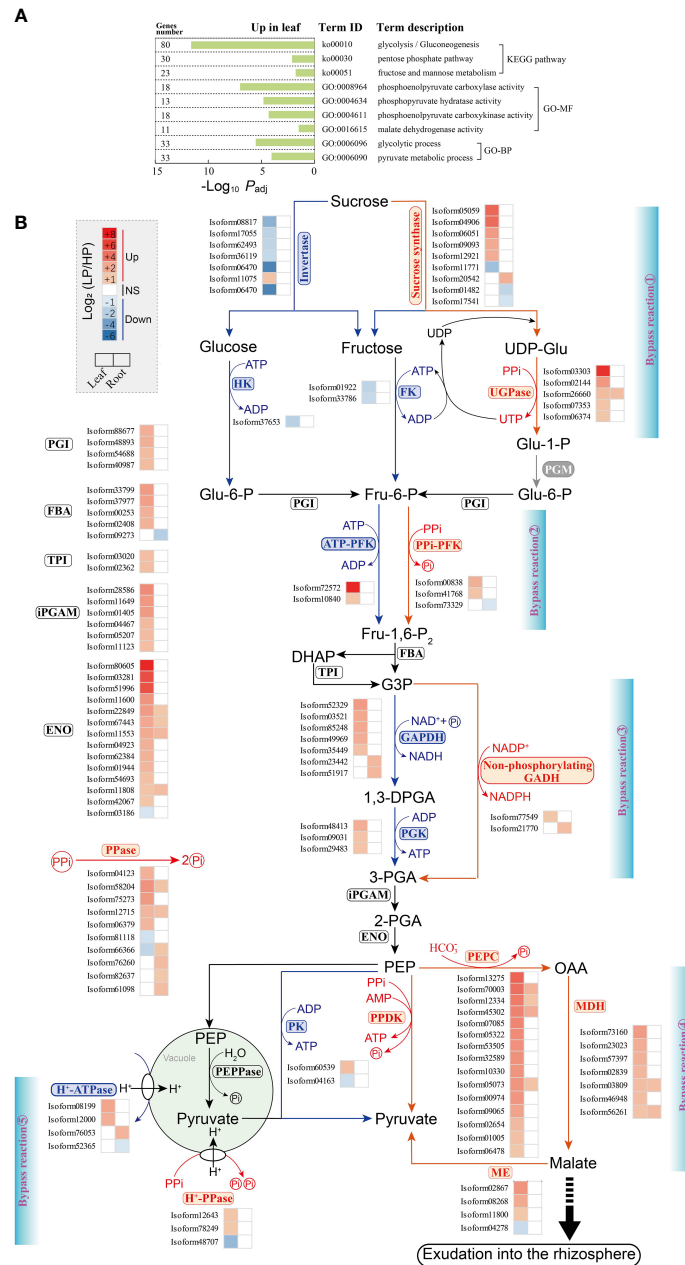 A
Genes number
Up in leaf
Term ID
Term description
80
ko00010
glycolysis / Gluconeogenesis
30
ko00030
pentose phosphate pathway
23
ko00051
fructose and mannose metabolism
KEGG pathway
18
GO:0008964
phosphoenolpyruvate carboxylase activity
13
GO:0004634
phosphopyruvate hydratase activity
18
GO:0004611
phosphoenolpyruvate carboxykinase activity
11
GO:0016615
malate dehydrogenase activity
GO-MF
33
GO:0006096
glycolytic process
33
GO:0006090
pyruvate metabolic process
GO-BP
15 10 5 0
-Log10 Padj
B
Log2 (LP/HP)
+8
+6
+4
+2
+1
-1
-2
-4
-6
Up
NS
Down
Leaf
Root
Sucrose
Isoform08817
Isoform17055
Isoform62493
Isoform36119
Isoform06470
Isoform11075
Isoform06470
Invertase
Sucrose synthase
Isoform05059
Isoform04906
Isoform06051
Isoform09093
Isoform12921
Isoform11771
Isoform20542
Isoform01482
Isoform17541
Bypass reaction①
Glucose
Fructose
UDP
UDP-Glu
ATP
HK
ADP
Isoform37653
Isoform01922
Isoform33786
ATP
FK
ADP
PPi
UGPase
UTP
Isoform03303
Isoform02144
Isoform26660
Isoform07353
Isoform06374
Glu-1-P
PGM
Glu-6-P
PGI
Fru-6-P
PGI
Glu-6-P
PGI
Isoform88677
Isoform48893
Isoform54688
Isoform40987
FBA
Isoform33799
Isoform37977
Isoform00253
Isoform02408
Isoform09273
TPI
Isoform03020
Isoform02362
iPGAM
Isoform28586
Isoform11649
Isoform01405
Isoform04467
Isoform05207
Isoform11123
ENO
Isoform80605
Isoform03281
Isoform51996
Isoform11600
Isoform22849
Isoform67443
Isoform11553
Isoform04923
Isoform62384
Isoform01944
Isoform54693
Isoform11808
Isoform42067
Isoform03186
ATP
ATP-PFK
ADP
PPi
PPi-PFK
Pi
Isoform72572
Isoform10840
Isoform00838
Isoform41768
Isoform73329
Bypass reaction②
Fru-1,6-P2
FBA
DHAP
TPI
G3P
Isoform52329
Isoform03521
Isoform85248
Isoform49969
Isoform35449
Isoform23442
Isoform51917
NAD⁺+Pi
GAPDH
NADH
NADP⁺
Non-phosphorylating GADH
NADPH
Isoform77549
Isoform21770
Bypass reaction③
1,3-DPGA
Isoform48413
Isoform09031
Isoform29483
ADP
PGK
ATP
3-PGA
iPGAM
2-PGA
ENO
PEP
PPase
PPi
2Pi
Isoform04123
Isoform58204
Isoform75273
Isoform12715
Isoform06379
Isoform81118
Isoform66366
Isoform76260
Isoform82637
Isoform61098
HCO3-
PEPC
Pi
OAA
Isoform13275
Isoform70003
Isoform12334
Isoform45302
Isoform07085
Isoform05322
Isoform53505
Isoform32589
Isoform10330
Isoform05073
Isoform00974
Isoform09065
Isoform02654
Isoform01005
Isoform06478
MDH
Isoform73160
Isoform23023
Isoform57397
Isoform02839
Isoform03809
Isoform46948
Isoform56261
Bypass reaction④
PPi
AMP
PPDK
ATP
Pi
ADP
PK
ATP
Isoform60539
Isoform04163
Vacuole
PEP
H2O
PEPPase
Pi
Pyruvate
H⁺
H⁺-ATPase
H⁺
H⁺
Isoform08199
Isoform12000
Isoform76053
Isoform52365
Bypass reaction⑤
H⁺
PPi
Pi Pi
H⁺-PPase
Isoform12643
Isoform78249
Isoform48707
Pyruvate
Malate
ME
Isoform02867
Isoform08268
Isoform11800
Isoform04278
Exudation into the rhizosphere